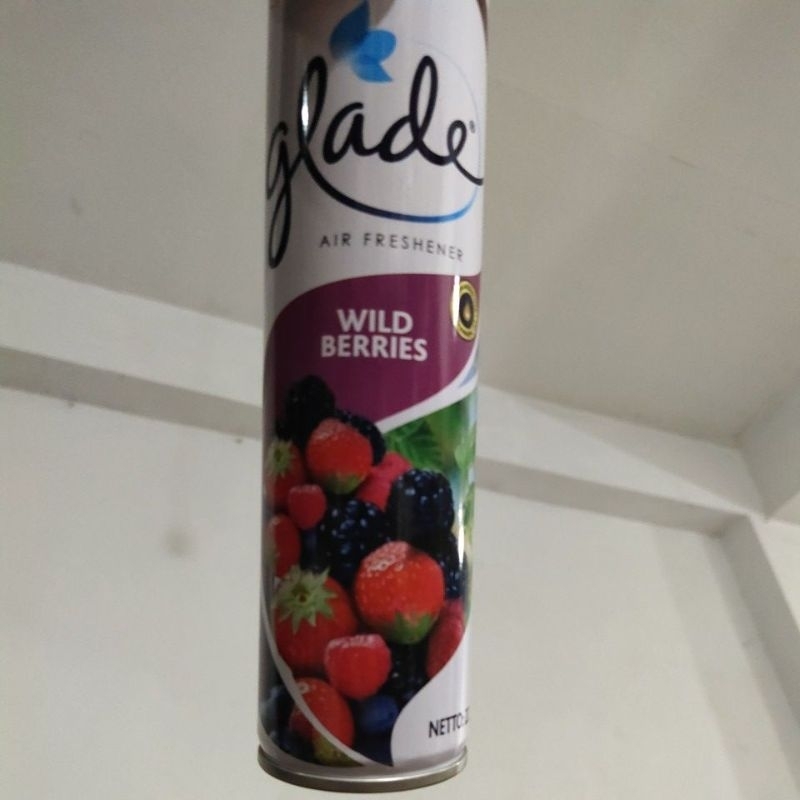 glade®
AIR FRESHENER
WILD
BERRIES
NETTO: